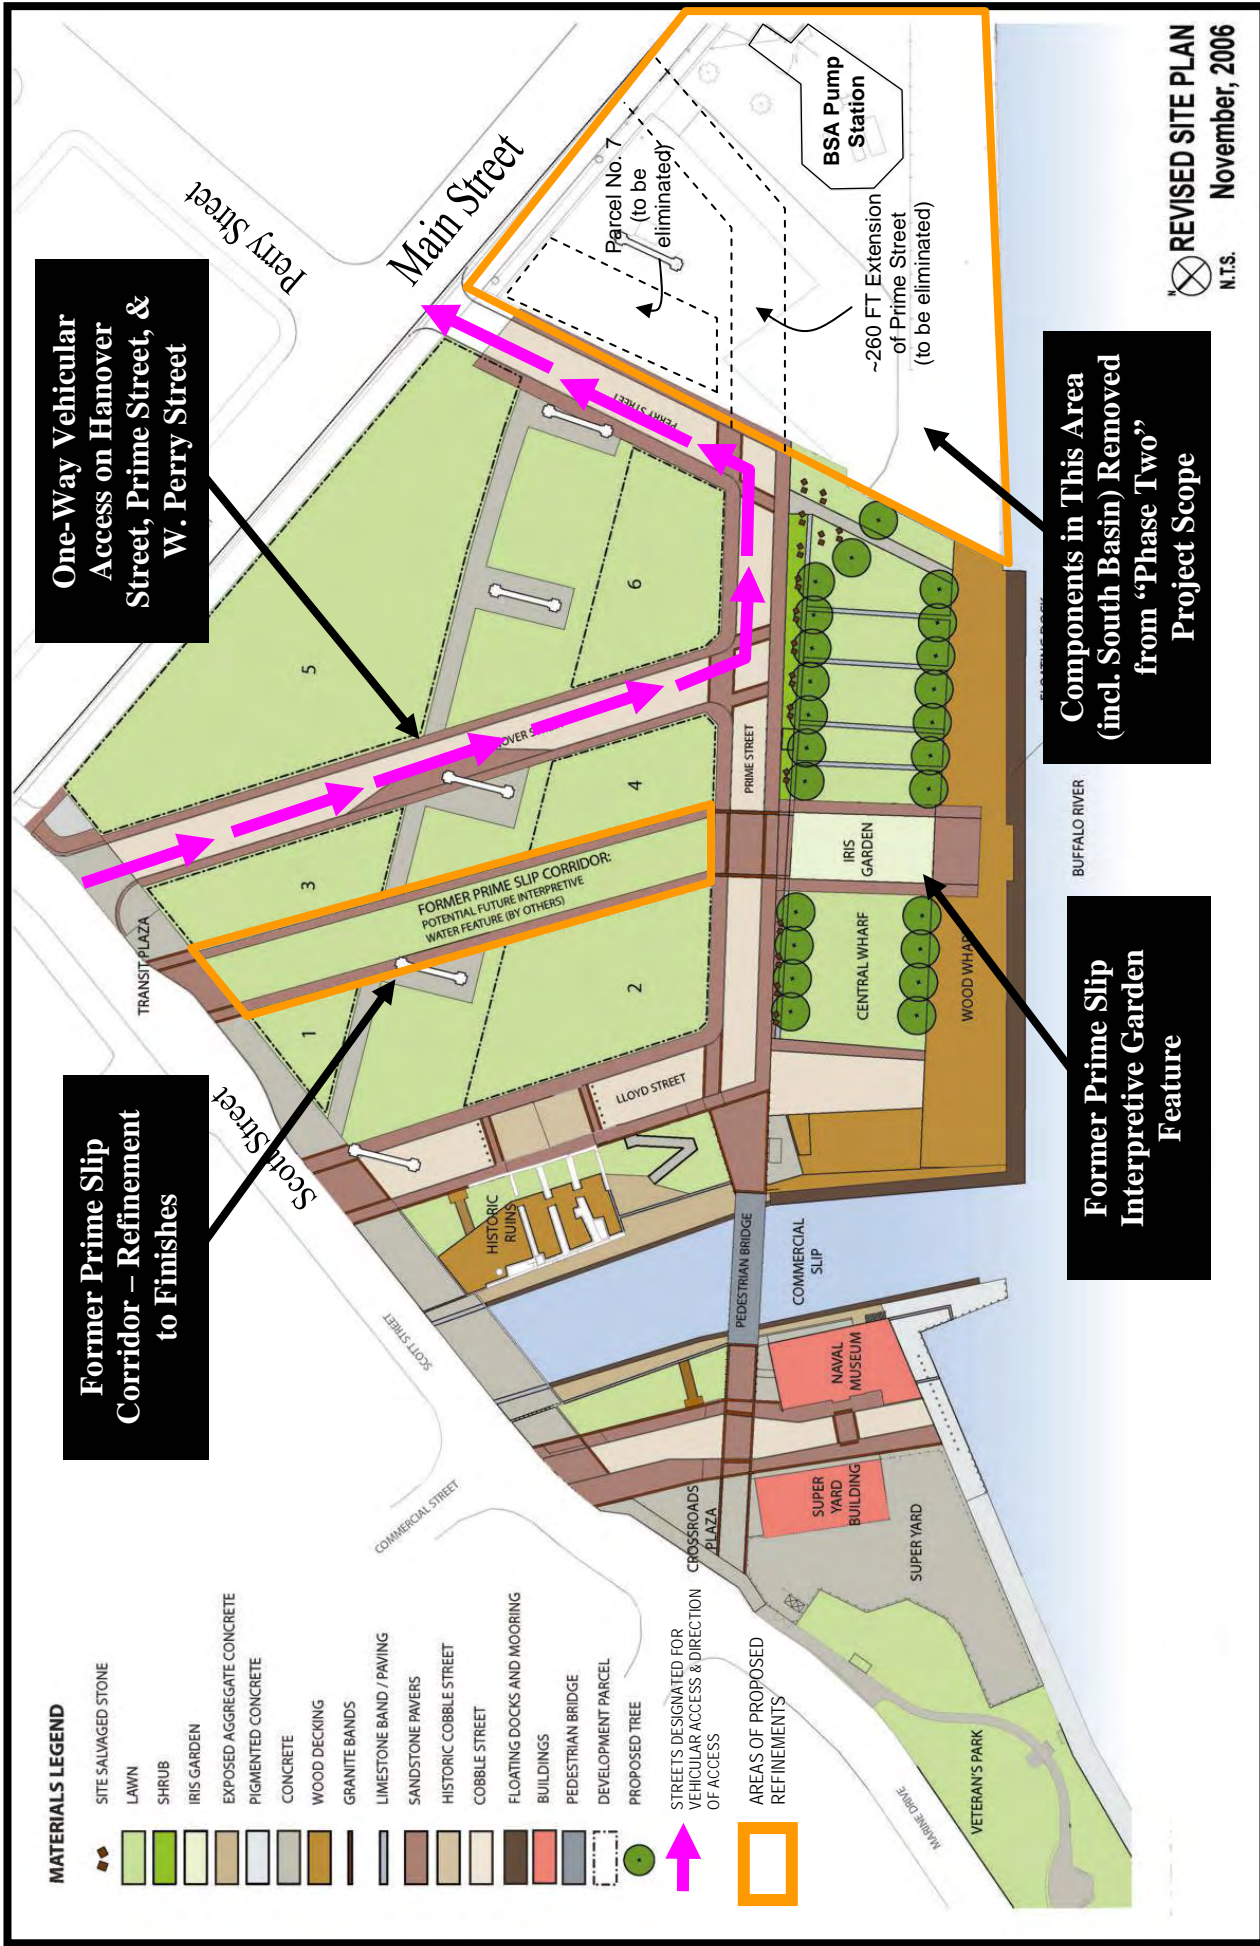 MATERIALS LEGEND
SITE SALVAGED STONE
LAWN
SHRUB
IRIS GARDEN
EXPOSED AGGREGATE CONCRETE
PIGMENTED CONCRETE
CONCRETE
WOOD DECKING
GRANITE BANDS
LIMESTONE BAND / PAVING
SANDSTONE PAVERS
HISTORIC COBBLE STREET
COBBLE STREET
FLOATING DOCKS AND MOORING
BUILDINGS
PEDESTRIAN BRIDGE
DEVELOPMENT PARCEL
PROPOSED TREE
STREETS DESIGNATED FOR
VEHICULAR ACCESS & DIRECTION
OF ACCESS
AREAS OF PROPOSED
REFINEMENTS
Former Prime Slip
Corridor – Refinement
to Finishes
One-Way Vehicular
Access on Hanover
Street, Prime Street, &
W. Perry Street
Perry Street
Main Street
Scott Street
COMMERCIAL STREET
SCOTT STREET
MARINE DRIVE
TRANSIT PLAZA
1
2
3
4
5
6
FORMER PRIME SLIP CORRIDOR:
POTENTIAL FUTURE INTERPRETIVE
WATER FEATURE (BY OTHERS)
PERRY STREET
LLOYD STREET
PRIME STREET
HISTORIC
RUINS
PEDESTRIAN BRIDGE
COMMERCIAL
SLIP
NAVAL
MUSEUM
SUPER
YARD
BUILDING
CROSSROADS
PLAZA
SUPER YARD
VETERAN'S PARK
CENTRAL WHARF
IRIS
GARDEN
WOOD WHARF
BUFFALO RIVER
Parcel No. 7
(to be
eliminated)
~260 FT Extension
of Prime Street
(to be eliminated)
BSA Pump
Station
Former Prime Slip
Interpretive Garden
Feature
Components in This Area
(incl. South Basin) Removed
from “Phase Two”
Project Scope
N
REVISED SITE PLAN
N.T.S.
November, 2006